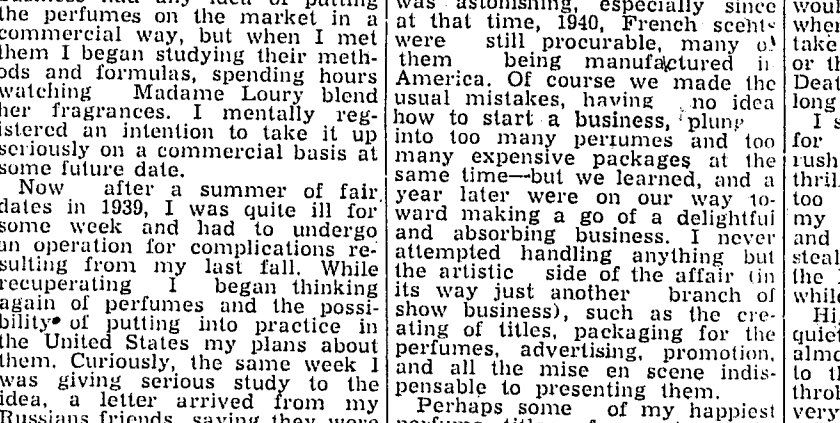 the perfumes on the market in a
commercial way, but when I met
them I began studying their meth-
ods and formulas, spending hours
watching Madame Loury blend
her fragrances. I mentally reg-
istered an intention to take it up
seriously on a commercial basis at
some future date.
Now after a summer of fair
dates in 1939, I was quite ill for
some week and had to undergo
an operation for complications re-
sulting from my last fall. While
recuperating I began thinking
again of perfumes and the possi-
bility of putting into practice in
the United States my plans about
them. Curiously, the same week I
was giving serious study to the
idea, a letter arrived from my
Russians friends, saying they were
was astonishing, especially since
at that time, 1940, French scents
were still procurable, many of
them being manufactured in
America. Of course we made the
usual mistakes, having no idea
how to start a business, plung
into too many perfumes and too
many expensive packages at the
same time—but we learned, and a
year later were on our way to-
ward making a go of a delightful
and absorbing business. I never
attempted handling anything but
the artistic side of the affair (in
its way just another branch of
show business), such as the cre-
ating of titles, packaging for the
perfumes, advertising, promotion,
and all the mise en scene indis-
pensable to presenting them.
Perhaps some of my happiest
woul
when
take
or th
Deat
long
I s
for
rush
thril
too
my
and
steal
the
while
Hi
quiet
almo
to th
throu
very